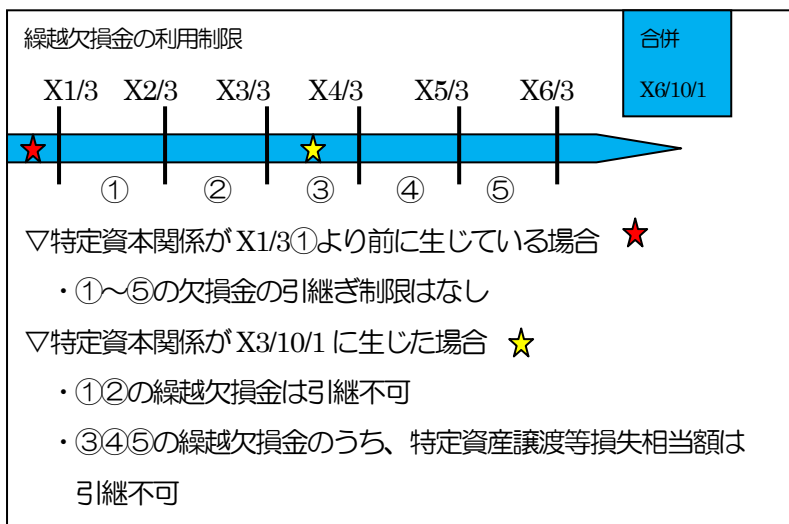 繰越欠損金の利用制限
合併
X6/10/1
X1/3 X2/3 X3/3 X4/3 X5/3 X6/3
① ② ③ ④ ⑤
▽特定資本関係が X1/3①より前に生じている場合
・①～⑤の欠損金の引継ぎ制限はなし
▽特定資本関係が X3/10/1 に生じた場合
・①②の繰越欠損金は引継不可
・③④⑤の繰越欠損金のうち、特定資産譲渡等損失相当額は
引継不可